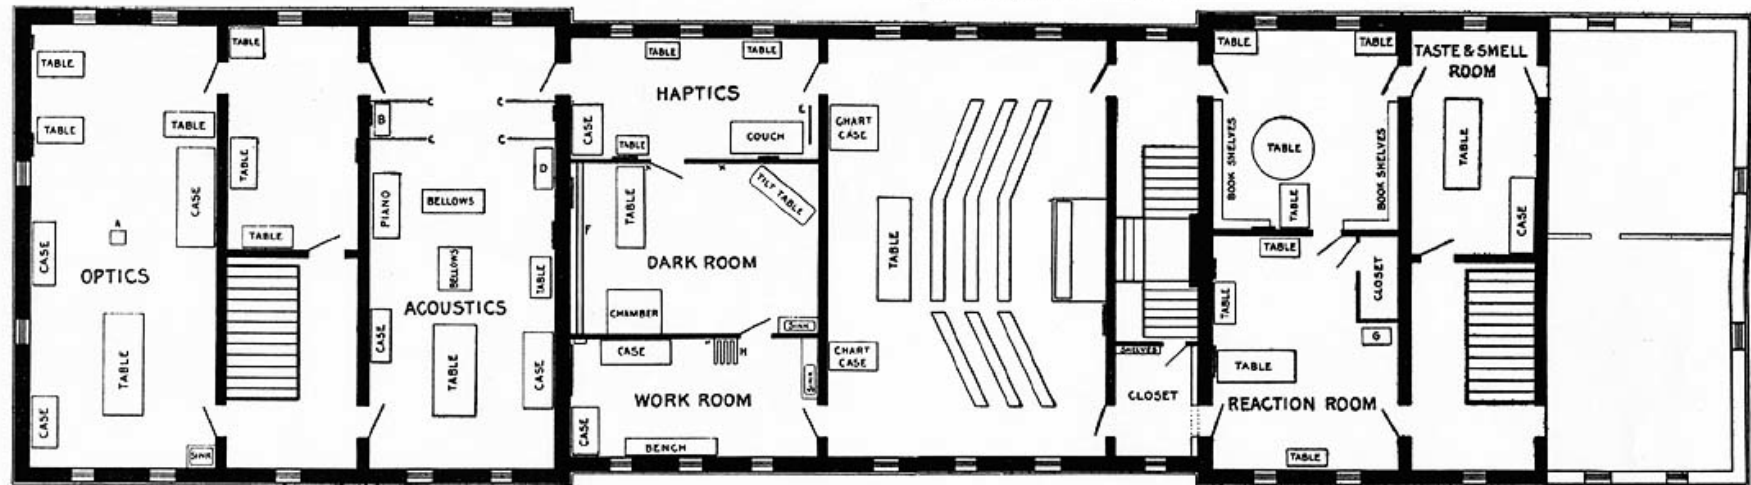 TABLE
TABLE
TABLE
CASE
A
CASE
OPTICS
TABLE
CASE
SINK
TABLE
TABLE
TABLE
C
C
B
C
C
D
PIANO
BELLOWS
BELLOWS
TABLE
ACOUSTICS
CASE
TABLE
CASE
TABLE
TABLE
HAPTICS
CASE
E
TABLE
COUCH
X
X
TABLE
TILT TABLE
F
DARK ROOM
CHAMBER
SINK
CASE
H
SINK
WORK ROOM
CASE
BENCH
CHART
CASE
TABLE
CHART
CASE
SHELVES
CLOSET
TABLE
TABLE
BOOK SHELVES
TABLE
BOOK SHELVES
TABLE
TABLE
TABLE
CLOSET
G
TABLE
REACTION ROOM
TABLE
TASTE & SMELL
ROOM
TABLE
CASE